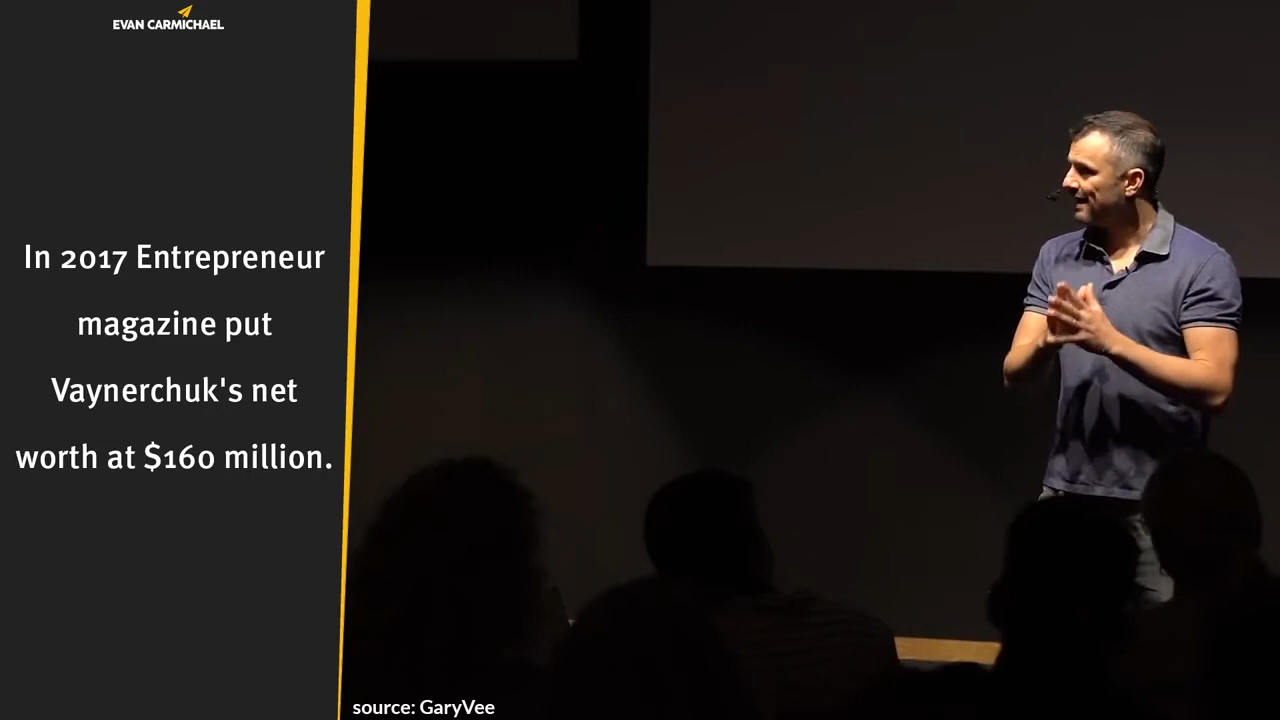 EVAN CARMICHAEL
In 2017 Entrepreneur
magazine put
Vaynerchuk's net
worth at $160 million.
source: GaryVee